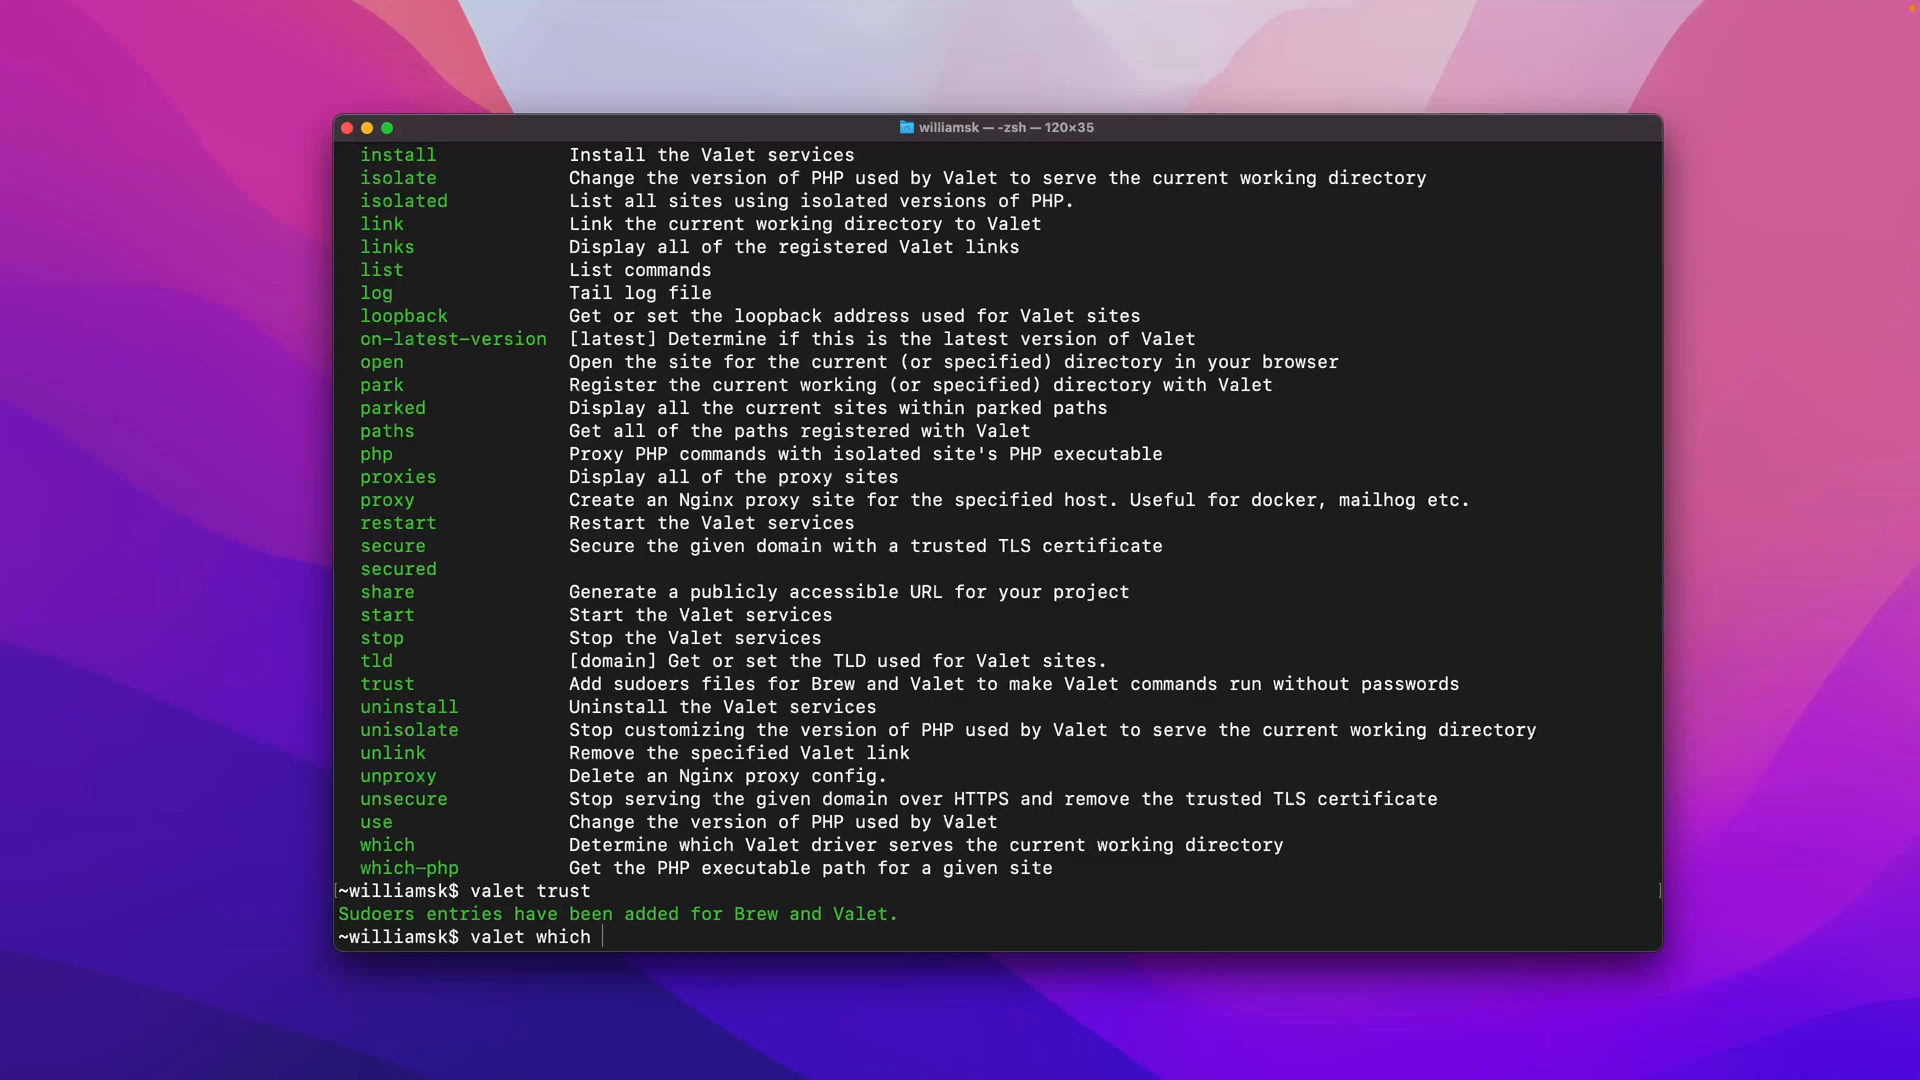 williamsk — -zsh — 120×35
install Install the Valet services
isolate Change the version of PHP used by Valet to serve the current working directory
isolated List all sites using isolated versions of PHP.
link Link the current working directory to Valet
links Display all of the registered Valet links
list List commands
log Tail log file
loopback Get or set the loopback address used for Valet sites
on-latest-version [latest] Determine if this is the latest version of Valet
open Open the site for the current (or specified) directory in your browser
park Register the current working (or specified) directory with Valet
parked Display all the current sites within parked paths
paths Get all of the paths registered with Valet
php Proxy PHP commands with isolated site's PHP executable
proxies Display all of the proxy sites
proxy Create an Nginx proxy site for the specified host. Useful for docker, mailhog etc.
restart Restart the Valet services
secure Secure the given domain with a trusted TLS certificate
secured
share Generate a publicly accessible URL for your project
start Start the Valet services
stop Stop the Valet services
tld [domain] Get or set the TLD used for Valet sites.
trust Add sudoers files for Brew and Valet to make Valet commands run without passwords
uninstall Uninstall the Valet services
unisolate Stop customizing the version of PHP used by Valet to serve the current working directory
unlink Remove the specified Valet link
unproxy Delete an Nginx proxy config.
unsecure Stop serving the given domain over HTTPS and remove the trusted TLS certificate
use Change the version of PHP used by Valet
which Determine which Valet driver serves the current working directory
which-php Get the PHP executable path for a given site
[~williamsk$ valet trust ]
Sudoers entries have been added for Brew and Valet.
~williamsk$ valet which